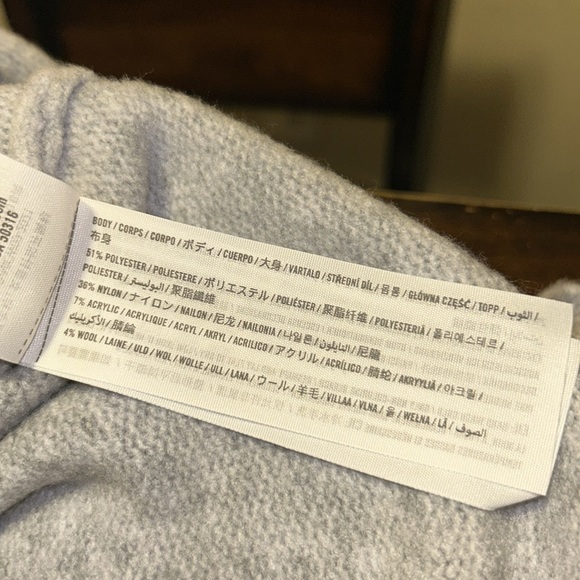 BODY / CORPS / CORPO / ボディ / CUERPO / 大身 / VARTALO / STŘEDNÍ DÍL / 몸통 / GŁÓWNA CZĘŚĆ / TOPP / اللوب /
布身
51% POLYESTER / POLIESTERE / ポリエステル / POLIÉSTER / 聚酯纤维 / POLYESTERIÄ / 폴리에스테르 /
POLIESTER / البوليستر / 聚脂纖維
36% NYLON / ナイロン / NAILON / 尼龙 / NAILONIA / 나일론 / النايلون / 尼龍
7% ACRYLIC / ACRYLIQUE / ACRYL / AKRYL / ACRILICO / アクリル / ACRÍLICO / 腈纶 / AKRYYLIÄ / 아크릴 /
الأكريليك / 腈綸
4% WOOL / LAINE / ULD / WOL / WOLLE / ULL / LANA / ウール / 羊毛 / VILLAA / VLNA / 울 / WEŁNA / LÃ / الصوف
50316